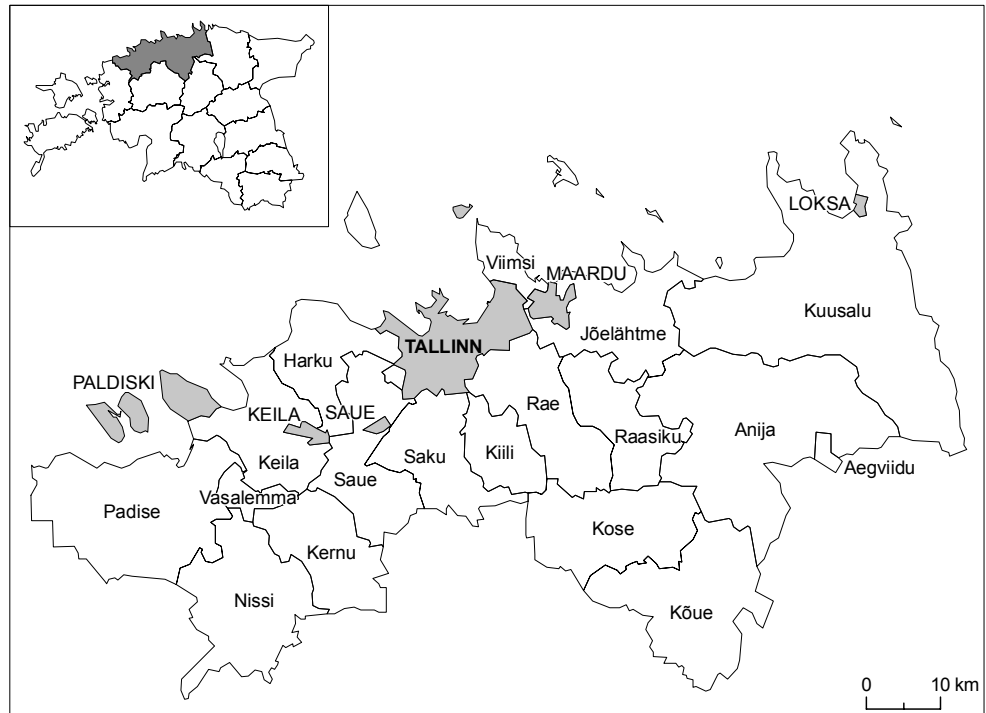 LOKSA
Viimsi
MAARDU
Kuusalu
Jõelähtme
TALLINN
Harku
PALDISKI
KEILA
SAUE
Rae
Raasiku
Anija
Keila
Saku
Kiili
Aegviidu
Saue
Vasalemma
Padise
Kose
Kernu
Nissi
Kõue
0 10 km